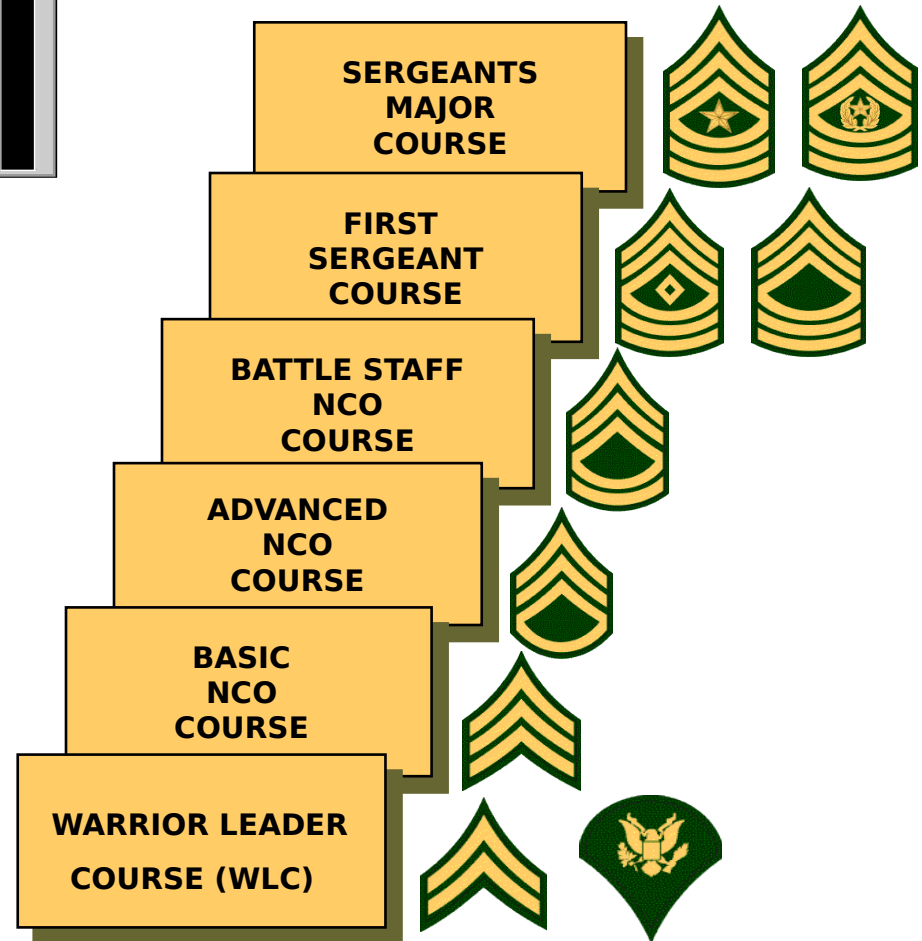 SERGEANTS
MAJOR
COURSE
FIRST
SERGEANT
COURSE
BATTLE STAFF
NCO
COURSE
ADVANCED
NCO
COURSE
BASIC
NCO
COURSE
WARRIOR LEADER
COURSE (WLC)